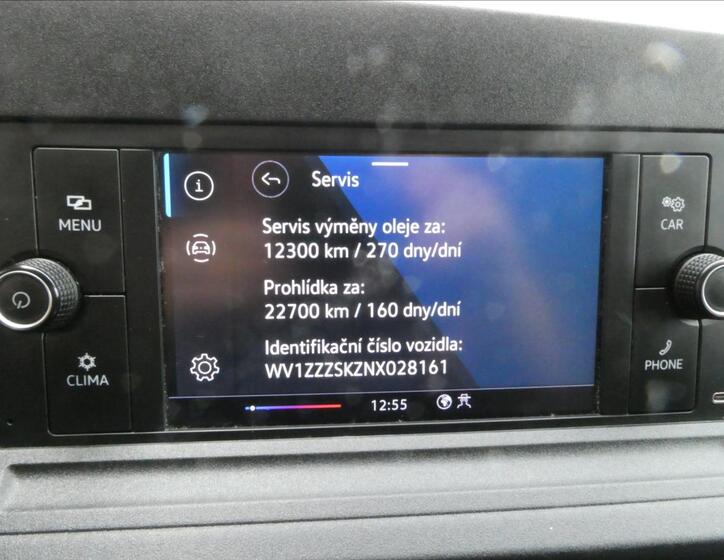 Servis
MENU
CAR
Servis výměny oleje za:
12300 km / 270 dny/dní
Prohlídka za:
22700 km / 160 dny/dní
Identifikační číslo vozidla:
WV1ZZZSKZNX028161
CLIMA
PHONE
12:55